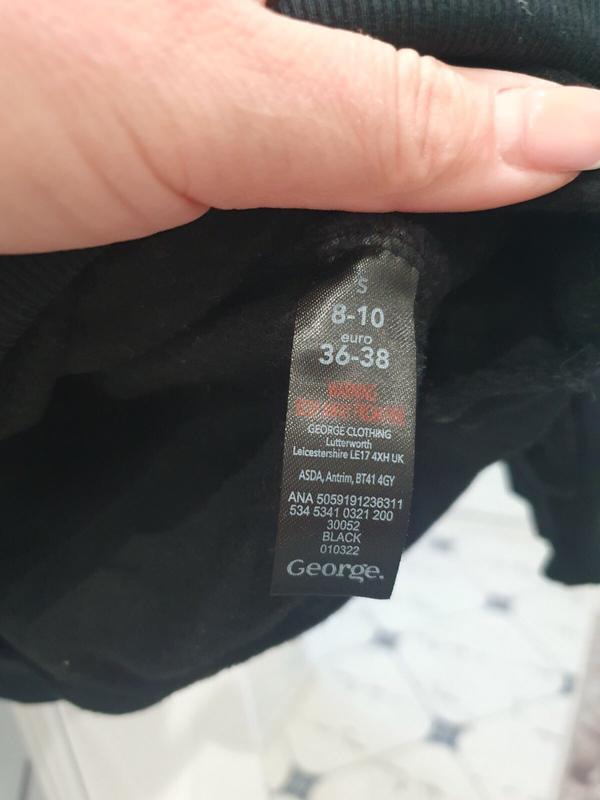 S
8-10
euro
36-38
GEORGE CLOTHING
Lutterworth
Leicestershire LE17 4XH UK
ASDA, Antrim, BT41 4GY
ANA 5059191236311
534 5341 0321 200
30052
BLACK
010322
George.